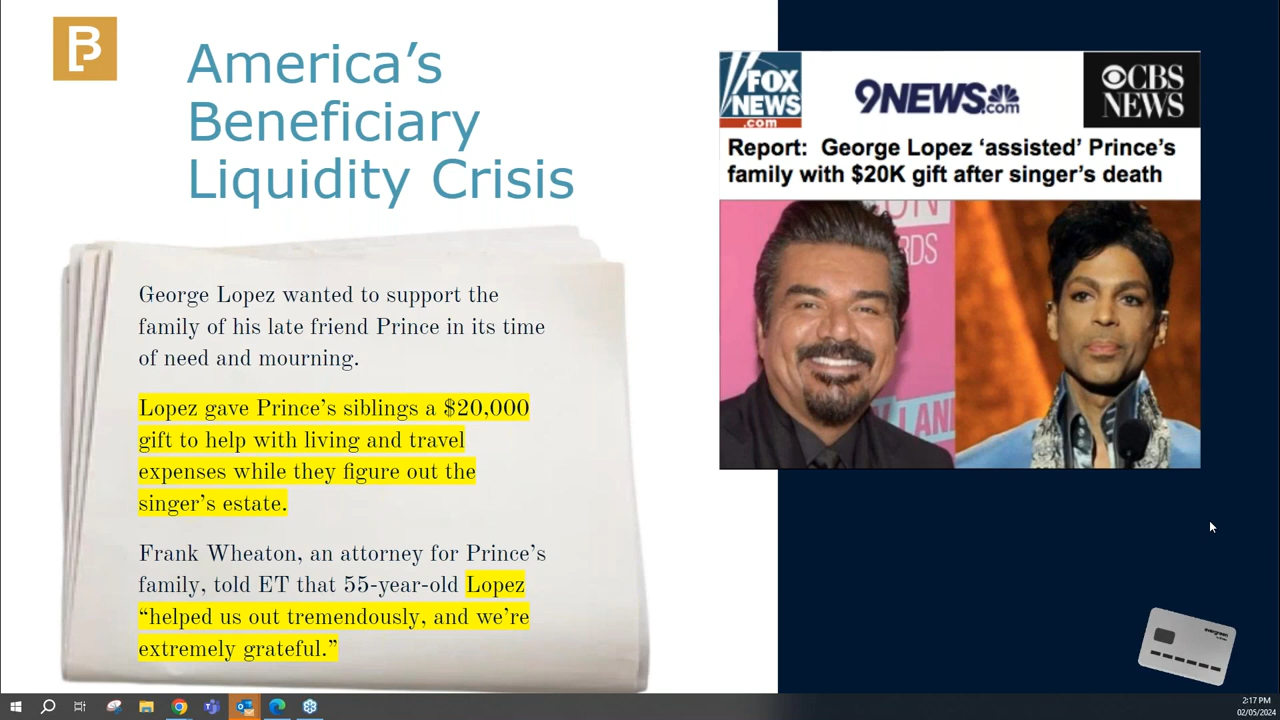 B
America's
Beneficiary
Liquidity Crisis
George Lopez wanted to support the
family of his late friend Prince in its time
of need and mourning.
Lopez gave Prince's siblings a $20,000
gift to help with living and travel
expenses while they figure out the
singer's estate.
Frank Wheaton, an attorney for Prince's
family, told ET that 55-year-old Lopez
“helped us out tremendously, and we're
extremely grateful.”
FOX
NEWS
.com
9NEWS.com
CBS
NEWS
Report: George Lopez ‘assisted’ Prince's
family with $20K gift after singer's death
evergreen
2:17 PM
02/05/2024